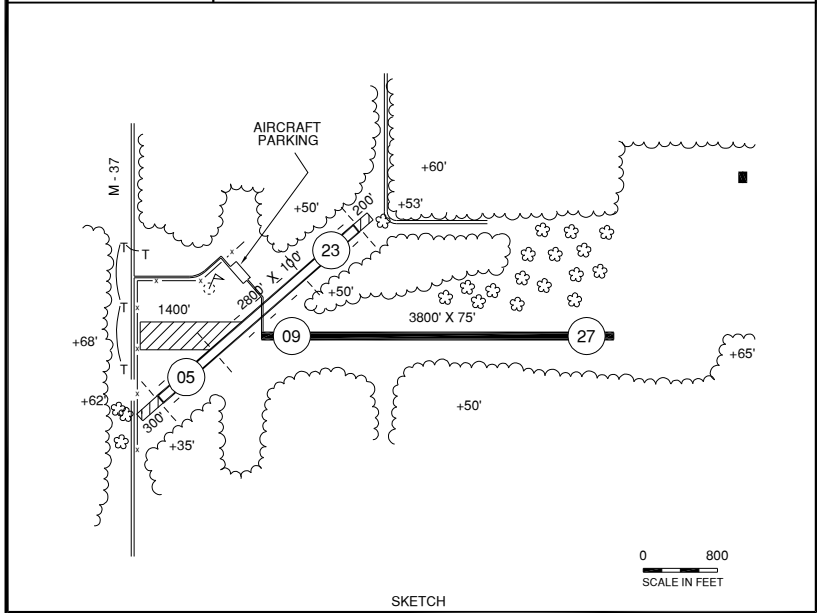 AIRCRAFT
PARKING
M - 37
+60'
+53'
200'
+50'
23
T
T
2800' X 100'
+50'
T
1400'
3800' X 75'
+68'
09
27
+65'
T
05
+62'
300'
+50'
+35'
0 800
SCALE IN FEET
SKETCH